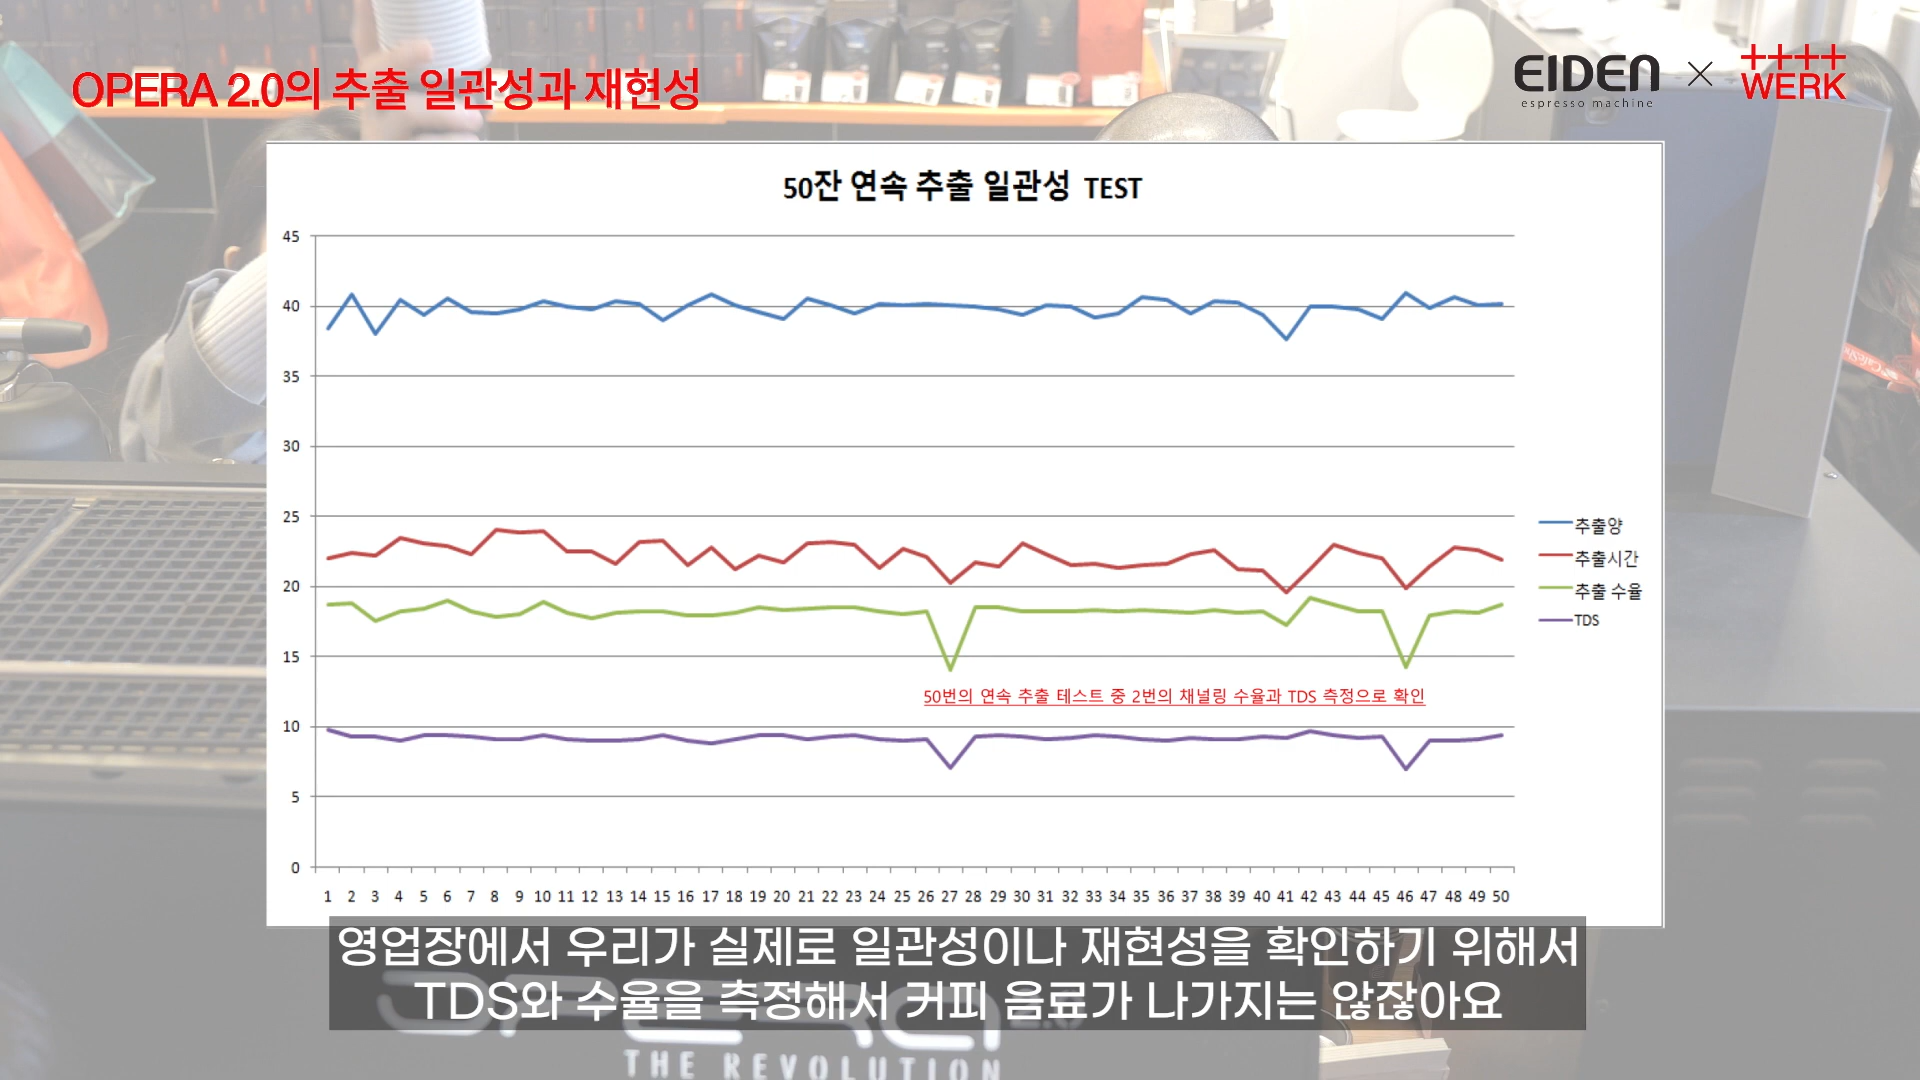 OPERA 2.0의 추출 일관성과 재현성
EIDEN
espresso machine
×
++++
WERK
50잔 연속 추출 일관성 TEST
45
40
35
30
25
20
15
10
5
0
추출양
추출시간
추출 수율
TDS
50번의 연속 추출 테스트 중 2번의 채널링 수율과 TDS 측정으로 확인
1 2 3 4 5 6 7 8 9 10 11 12 13 14 15 16 17 18 19 20 21 22 23 24 25 26 27 28 29 30 31 32 33 34 35 36 37 38 39 40 41 42 43 44 45 46 47 48 49 50
영업장에서 우리가 실제로 일관성이나 재현성을 확인하기 위해서
TDS와 수율을 측정해서 커피 음료가 나가지는 않잖아요
OPERA 2.0
THE REVOLUTION